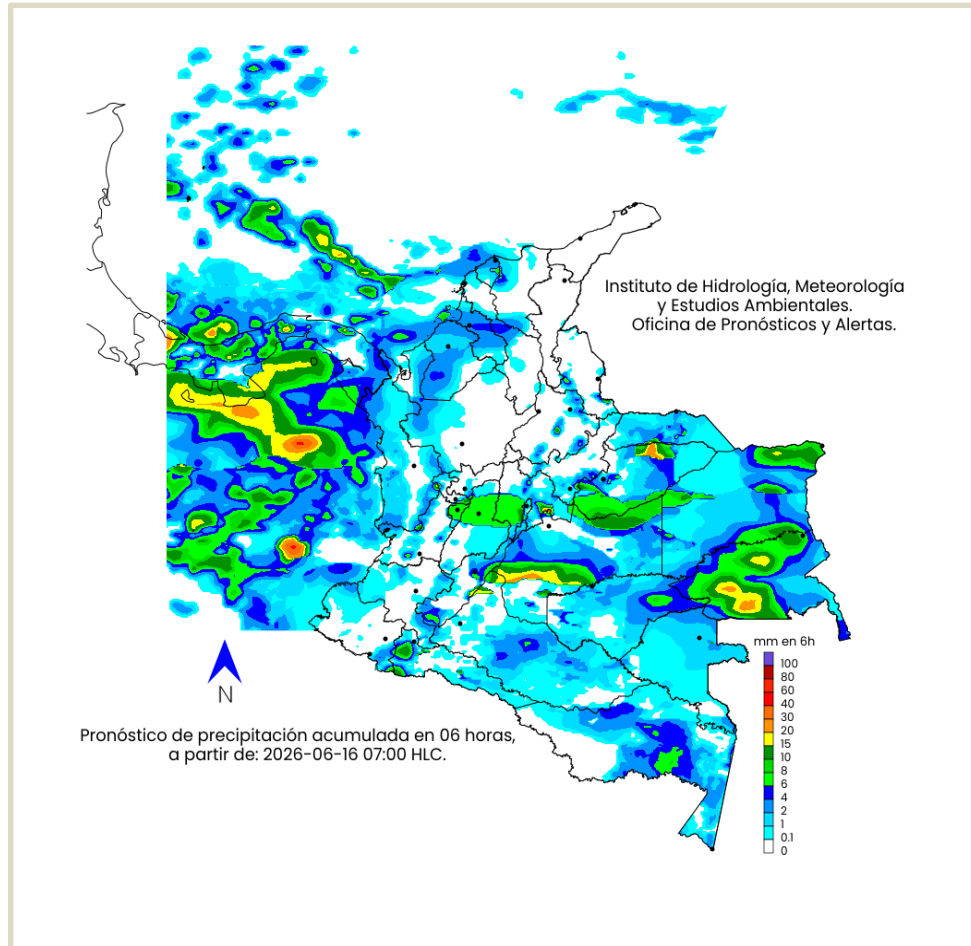 Instituto de Hidrología, Meteorología
y Estudios Ambientales.
Oficina de Pronósticos y Alertas.
mm en 6h
100
80
60
40
30
20
15
10
8
6
4
2
1
0.1
0
N
Pronóstico de precipitación acumulada en 06 horas,
a partir de: 2026-06-16 07:00 HLC.